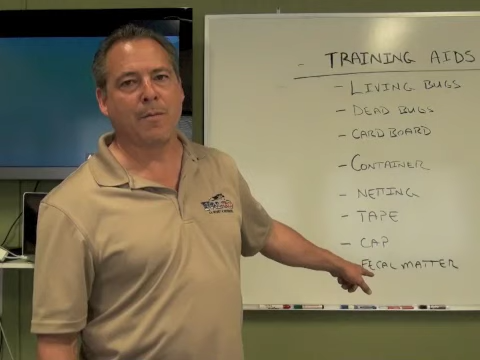 - TRAINING AIDS
- LIVING BUGS
- DEAD BUGS
- CARDBOARD
- CONTAINER
- NETTING
- TAPE
- CAP
FECAL MATTER